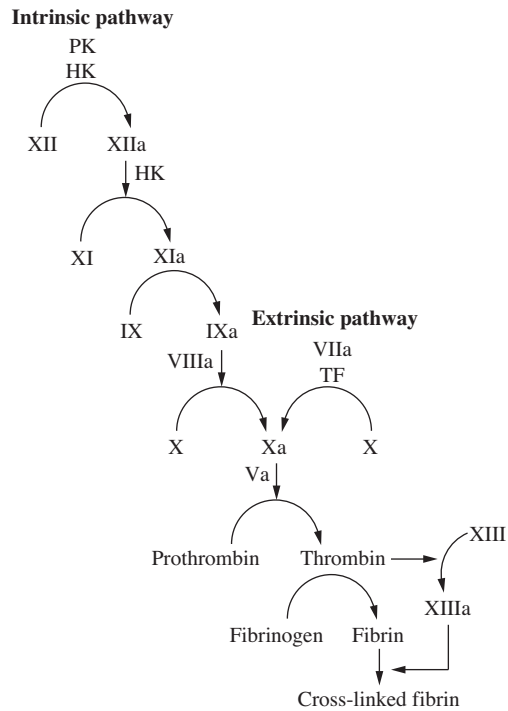 Intrinsic pathway
PK
HK
XII XIIa
HK
XI XIa
IX IXa
Extrinsic pathway
VIIa
TF
VIIIa
X Xa X
Va
Prothrombin Thrombin
XIII
XIIIa
Fibrinogen Fibrin
Cross-linked fibrin